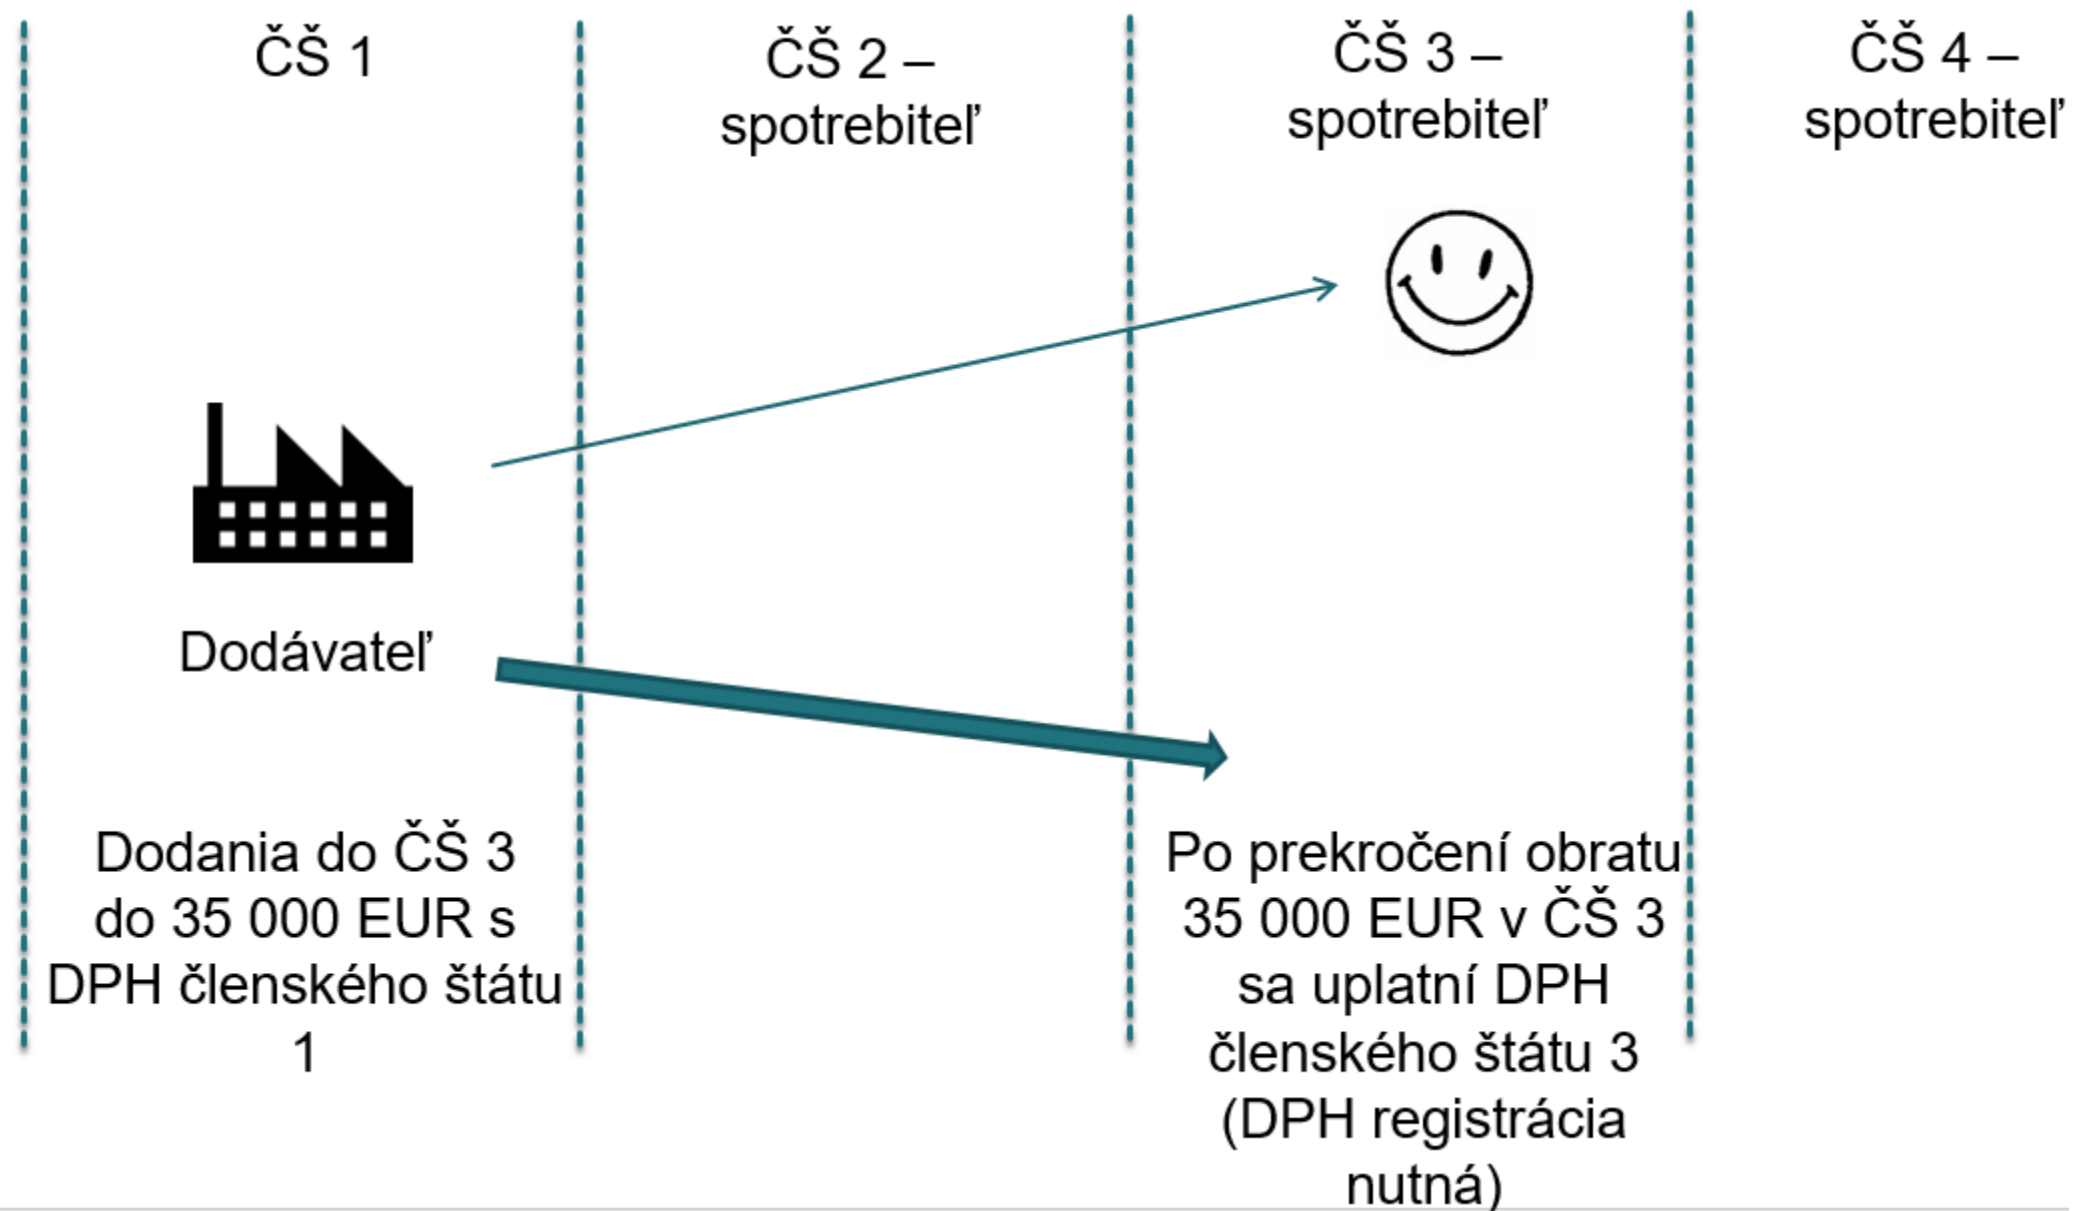 ČŠ 1
ČŠ 2 –
spotrebiteľ
ČŠ 3 –
spotrebiteľ
ČŠ 4 –
spotrebiteľ
Dodávateľ
Dodania do ČŠ 3
do 35 000 EUR s
DPH členského štátu
1
Po prekročení obratu
35 000 EUR v ČŠ 3
sa uplatní DPH
členského štátu 3
(DPH registrácia
nutná)